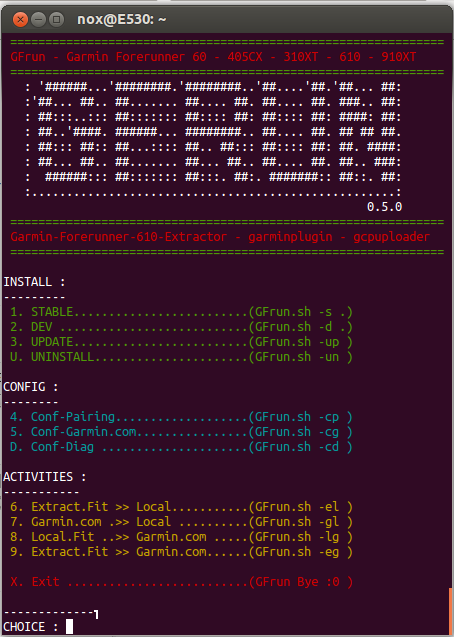 nox@E530: ~
==============================================================
GFrun - Garmin Forerunner 60 - 405CX - 310XT - 610 - 910XT
==============================================================
: '######...'########.'########..'##....'##.'##... ##:
:'##... ##.. ##....... ##.... ##. ##.... ##. ###.. ##:
: ##:::..::: ##::::::: ##:::: ##: ##:::: ##: ####: ##:
: ##..'####. ######... ########.. ##.... ##. ## ## ##.
: ##::: ##:: ##...:::: ##.. ##::: ##:::: ##: ##. ####:
: ##... ##.. ##....... ##... ##.. ##.... ##. ##.. ###:
:  ######::: ##::::::: ##:::. ##:. #######:: ##::. ##:
:....................................................:
0.5.0
==============================================================
Garmin-Forerunner-610-Extractor - garminplugin - gcpuploader
==============================================================
INSTALL :
---------
1. STABLE.........................(GFrun.sh -s .)
2. DEV ...........................(GFrun.sh -d .)
3. UPDATE.........................(GFrun.sh -up )
U. UNINSTALL......................(GFrun.sh -un )
CONFIG :
--------
4. Conf-Pairing...................(GFrun.sh -cp )
5. Conf-Garmin.com................(GFrun.sh -cg )
D. Conf-Diag .....................(GFrun.sh -cd )
ACTIVITIES :
-----------
6. Extract.Fit >> Local...........(GFrun.sh -el )
7. Garmin.com .>> Local ..........(GFrun.sh -gl )
8. Local.Fit ..>> Garmin.com .....(GFrun.sh -lg )
9. Extract.Fit >> Garmin.com......(GFrun.sh -eg )
X. Exit ..........................(GFrun Bye :0 )
-------------┐
CHOICE :